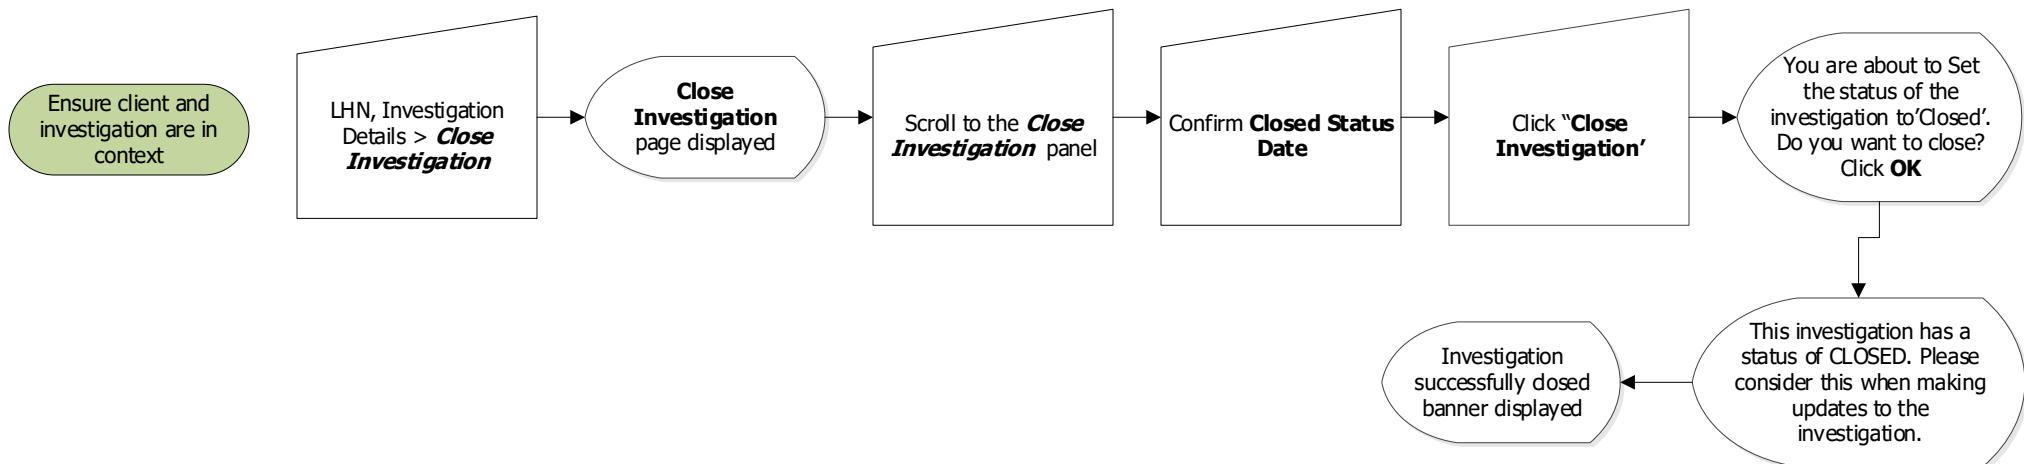 Ensure client and
investigation are in
context
LHN, Investigation
Details > Close
Investigation
Close
Investigation
page displayed
Scroll to the Close
Investigation panel
Confirm Closed Status
Date
Click “Close
Investigation’
You are about to Set
the status of the
investigation to’Closed’.
Do you want to close?
Click OK
This investigation has a
status of CLOSED. Please
consider this when making
updates to the
investigation.
Investigation
successfully closed
banner displayed